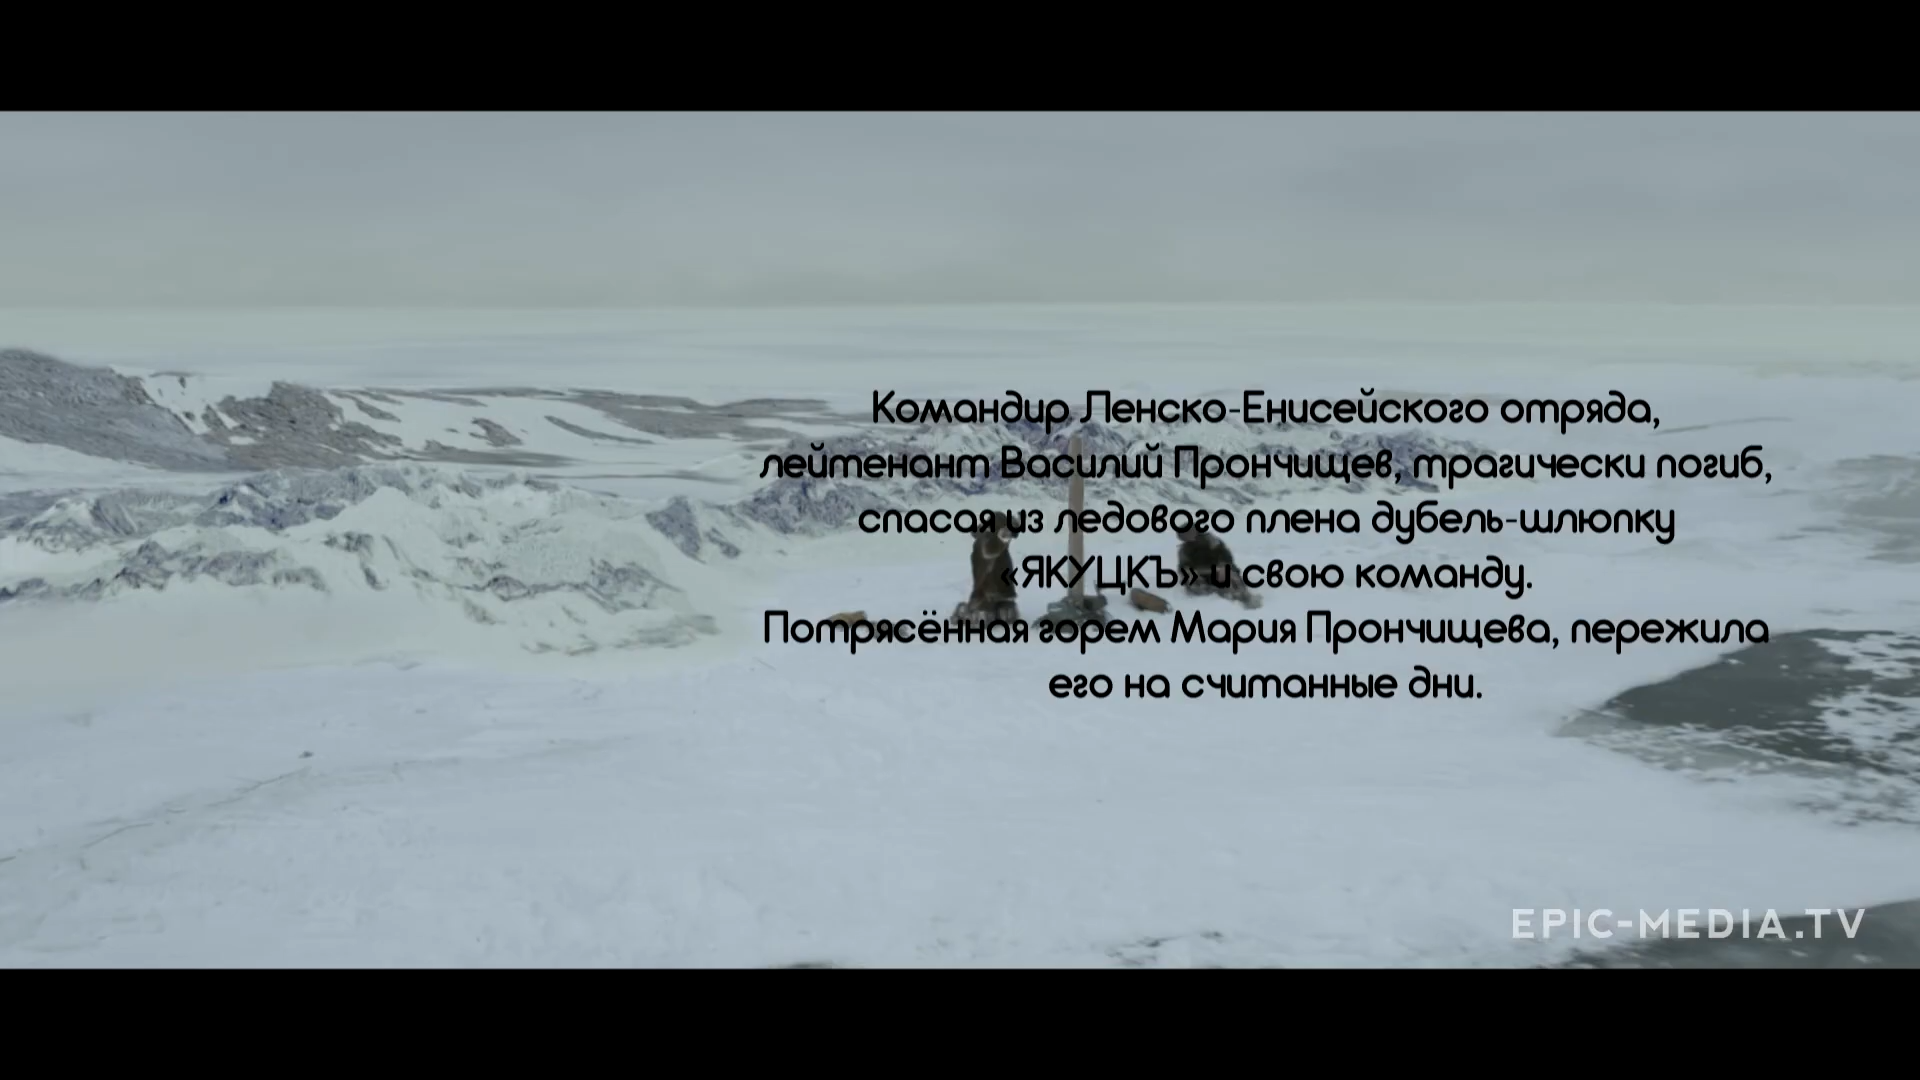 Командир Ленско-Енисейского отряда,
лейтенант Василий Прончищев, трагически погиб,
спасая из ледового плена дубель-шлюпку
«ЯКУЦКЪ» и свою команду.
Потрясённая горем Мария Прончищева, пережила
его на считанные дни.
EPIC-MEDIA.TV